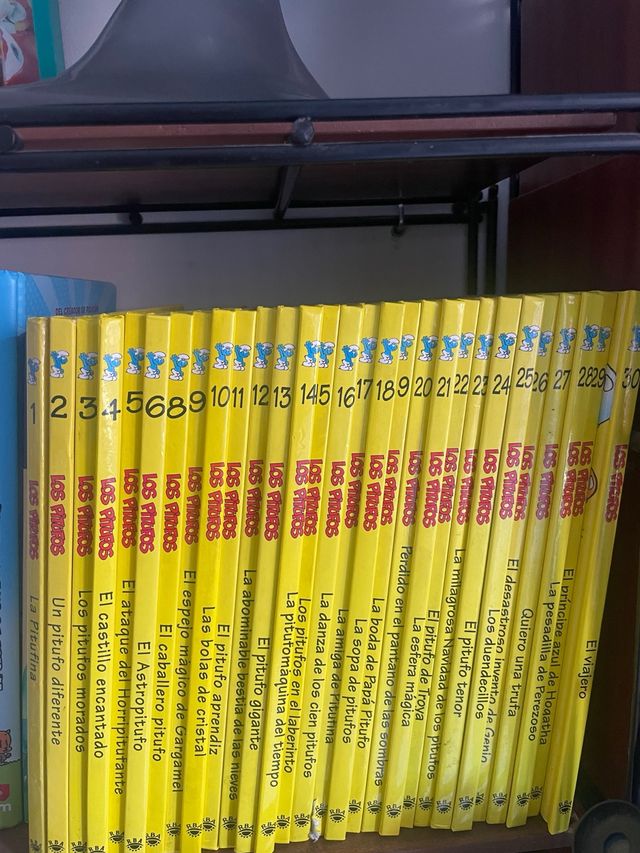 DEL CREADOR DE
1 LOS PITUFOS La Pitufina
2 LOS PITUFOS Un pitufo diferente
3 LOS PITUFOS Los pitufos morados
4 LOS PITUFOS El castillo encantado
5 LOS PITUFOS El ataque del Horripitufante
6 LOS PITUFOS El Astropitufo
8 LOS PITUFOS El caballero pitufo
9 LOS PITUFOS El espejo mágico de Gargamel
10 LOS PITUFOS Las bolas de cristal
11 LOS PITUFOS El pitufo aprendiz
12 LOS PITUFOS La abominable bestia de las nieves
13 LOS PITUFOS El pitufo gigante
14 LOS PITUFOS La pitufomáquina del tiempo
5 LOS PITUFOS Los pitufos en el laberinto
16 LOS PITUFOS La danza de los cien pitufos
17 LOS PITUFOS La amiga de Pitufina
18 LOS PITUFOS La sopa de pitufos
9 LOS PITUFOS La boda de Papá Pitufo
20 LOS PITUFOS Perdido en el pantano de las sombras
21 LOS PITUFOS La esfera mágica
22 LOS PITUFOS El pitufo de Troya
23 LOS PITUFOS La milagrosa Navidad de los pitufos
24 LOS PITUFOS El pitufo tenor
25 LOS PITUFOS Los duendecillos
26 LOS PITUFOS El desastroso invento de Genio
27 LOS PITUFOS Quiero una trufa
28 LOS PITUFOS La pesadilla de Perezoso
29 LOS PITUFOS El príncipe azul de Hogatha
30 LOS PITUFOS El viajero
RBA